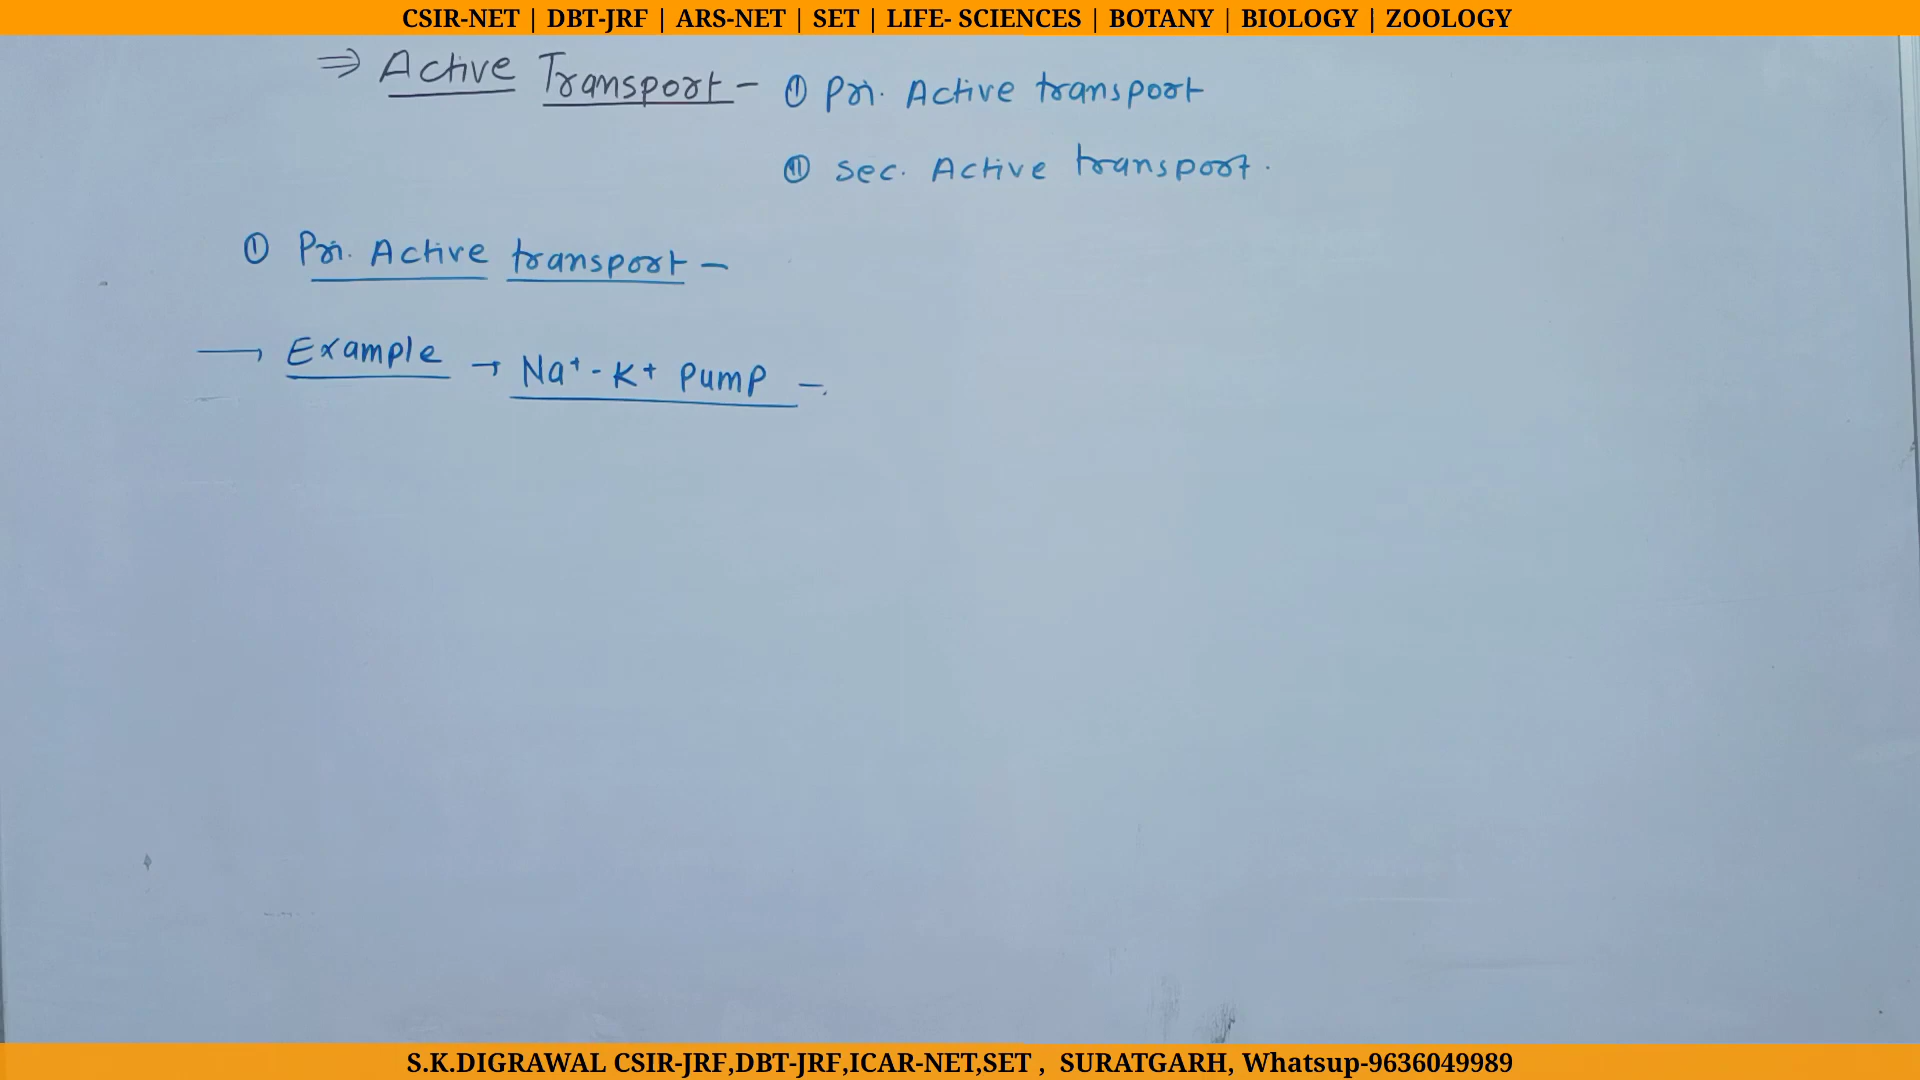 CSIR-NET | DBT-JRF | ARS-NET | SET | LIFE- SCIENCES | BOTANY | BIOLOGY | ZOOLOGY
⇒ Active Transport - Ⓘ Pri. Active transport
Ⓘⓘ Sec. Active transport.
① Pri. Active transport -
→ Example → Na⁺-K⁺ Pump -
S.K.DIGRAWAL CSIR-JRF,DBT-JRF,ICAR-NET,SET , SURATGARH, Whatsup-9636049989